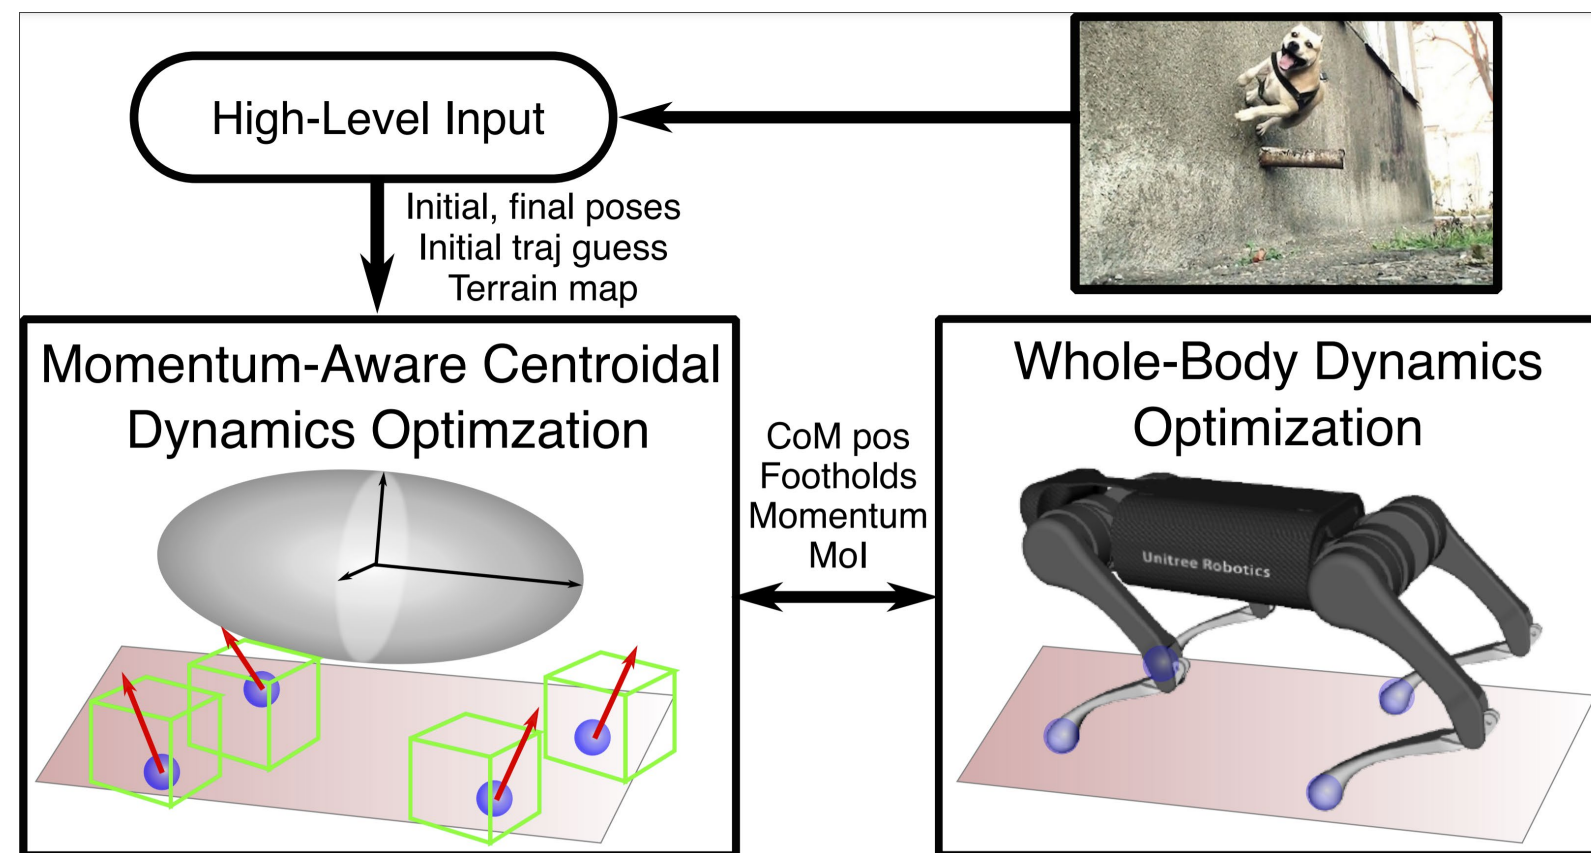 High-Level Input
Initial, final poses
Initial traj guess
Terrain map
Momentum-Aware Centroidal
Dynamics Optimzation
CoM pos
Footholds
Momentum
MoI
Whole-Body Dynamics
Optimization
Unitree Robotics